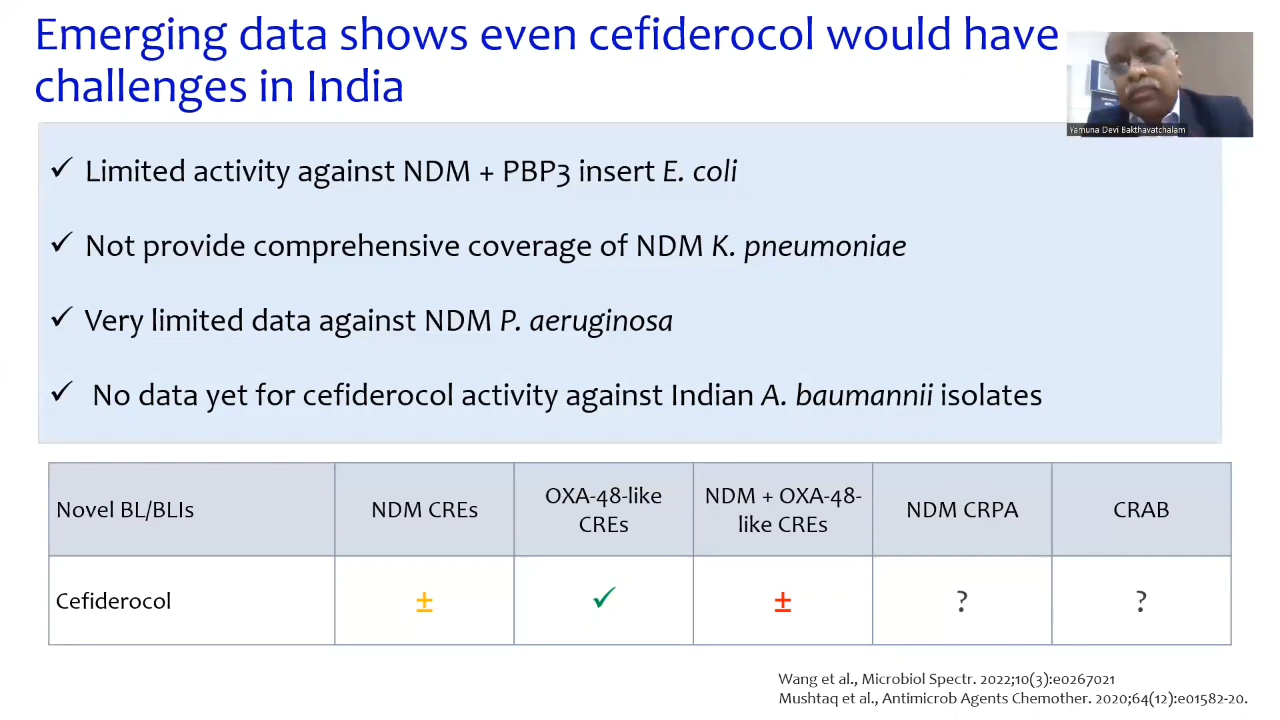 Emerging data shows even cefiderocol would have
challenges in India
Yamuna Devi Bakthavatchalam
✓ Limited activity against NDM + PBP3 insert E. coli
✓ Not provide comprehensive coverage of NDM K. pneumoniae
✓ Very limited data against NDM P. aeruginosa
✓ No data yet for cefiderocol activity against Indian A. baumannii isolates
Novel BL/BLIs
NDM CREs
OXA-48-like
CREs
NDM + OXA-48-
like CREs
NDM CRPA
CRAB
Cefiderocol
±
✓
±
?
?
Wang et al., Microbiol Spectr. 2022;10(3):e0267021
Mushtaq et al., Antimicrob Agents Chemother. 2020;64(12):e01582-20.